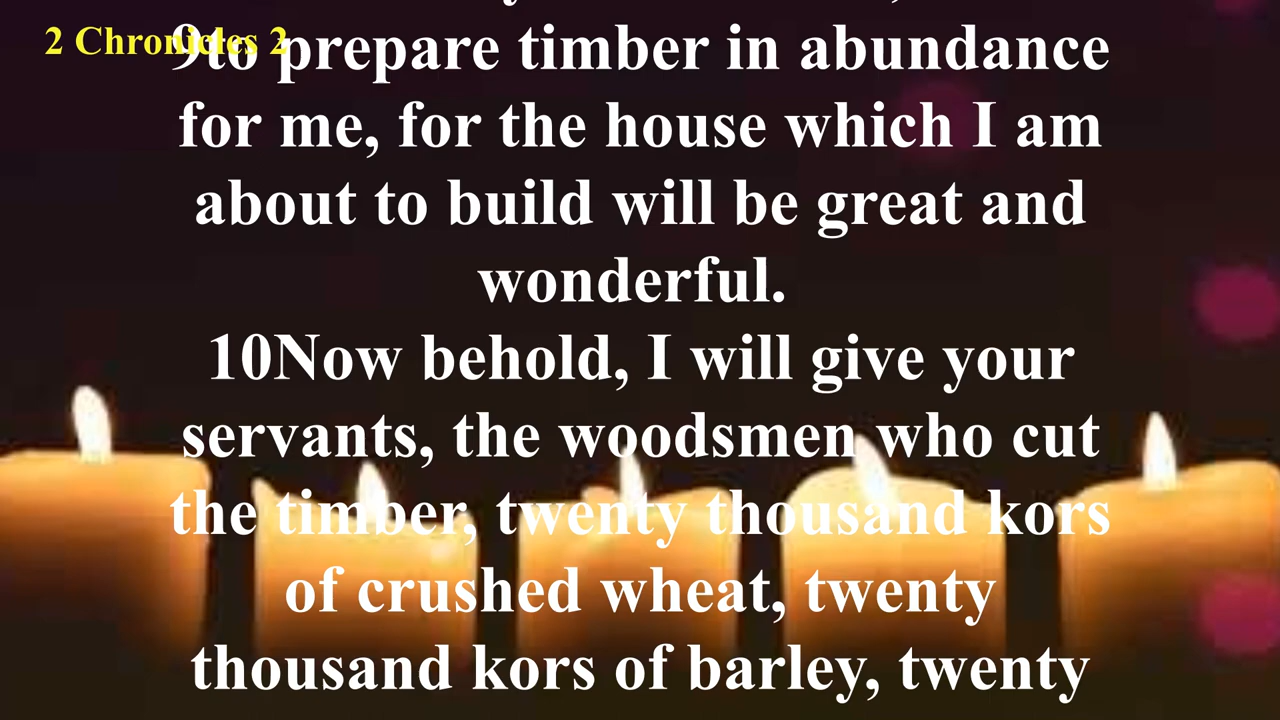 2 Chronicles 2
9to prepare timber in abundance
for me, for the house which I am
about to build will be great and
wonderful.
10Now behold, I will give your
servants, the woodsmen who cut
the timber, twenty thousand kors
of crushed wheat, twenty
thousand kors of barley, twenty